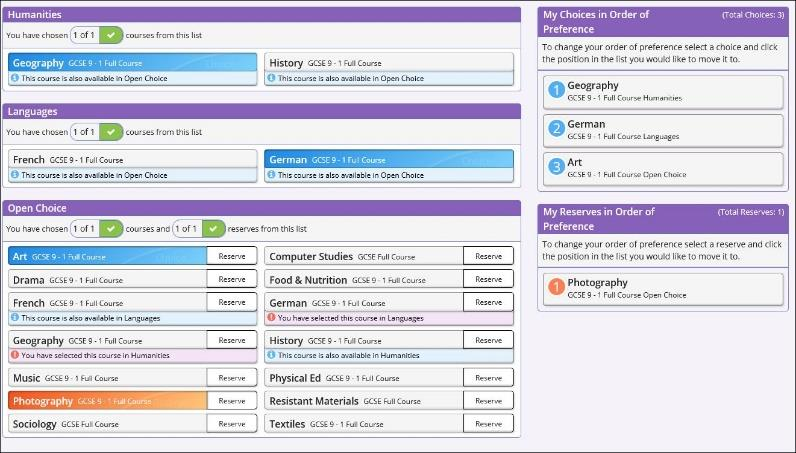 Humanities
You have chosen 1 of 1 courses from this list
Geography GCSE 9 - 1 Full Course
This course is also available in Open Choice
History GCSE 9 - 1 Full Course
This course is also available in Open Choice
Languages
You have chosen 1 of 1 courses from this list
French GCSE 9 - 1 Full Course
This course is also available in Open Choice
German GCSE 9 - 1 Full Course
This course is also available in Open Choice
Open Choice
You have chosen 1 of 1 courses and 1 of 1 reserves from this list
Art GCSE 9 - 1 Full Course Reserve
Computer Studies GCSE Full Course Reserve
Drama GCSE 9 - 1 Full Course Reserve
Food & Nutrition GCSE 9 - 1 Full Course Reserve
French GCSE 9 - 1 Full Course Reserve
This course is also available in Languages
German GCSE 9 - 1 Full Course Reserve
You have selected this course in Languages
Geography GCSE 9 - 1 Full Course Reserve
You have selected this course in Humanities
History GCSE 9 - 1 Full Course Reserve
This course is also available in Humanities
Music GCSE 9 - 1 Full Course Reserve
Physical Ed GCSE 9 - 1 Full Course Reserve
Photography GCSE 9 - 1 Full Course Reserve
Resistant Materials GCSE Full Course Reserve
Sociology GCSE 9 - 1 Full Course Reserve
Textiles GCSE 9 - 1 Full Course Reserve
My Choices in Order of (Total Choices: 3)
Preference
To change your order of preference select a choice and click
the position in the list you would like to move it to.
1 Geography
GCSE 9 - 1 Full Course Humanities
2 German
GCSE 9 - 1 Full Course Languages
3 Art
GCSE 9 - 1 Full Course Open Choice
My Reserves in Order of (Total Reserves: 1)
Preference
To change your order of preference select a reserve and click
the position in the list you would like to move it to.
1 Photography
GCSE 9 - 1 Full Course Open Choice